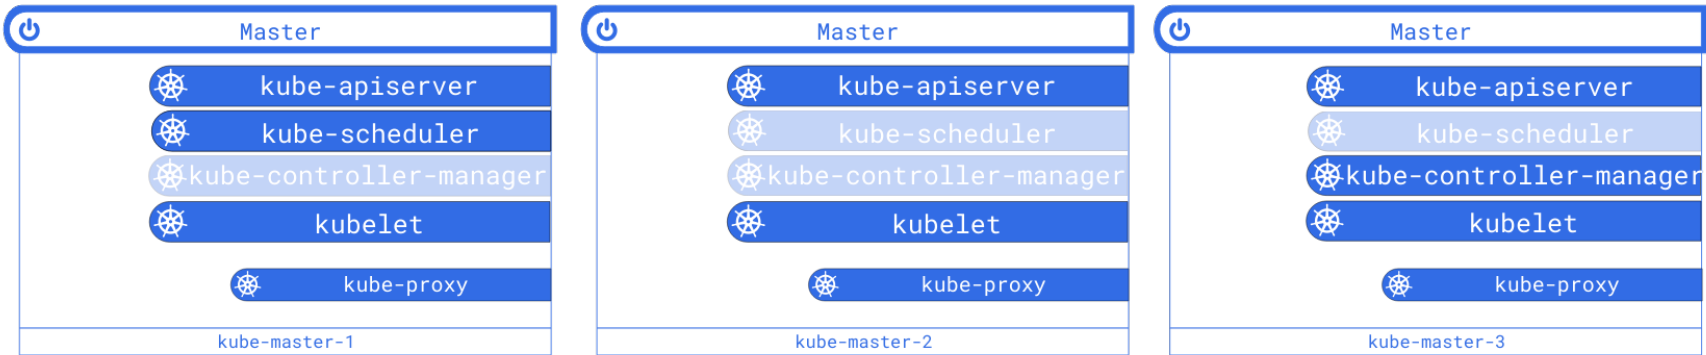 Master
kube-apiserver
kube-scheduler
kube-controller-manager
kubelet
kube-proxy
kube-master-1
Master
kube-apiserver
kube-scheduler
kube-controller-manager
kubelet
kube-proxy
kube-master-2
Master
kube-apiserver
kube-scheduler
kube-controller-manager
kubelet
kube-proxy
kube-master-3